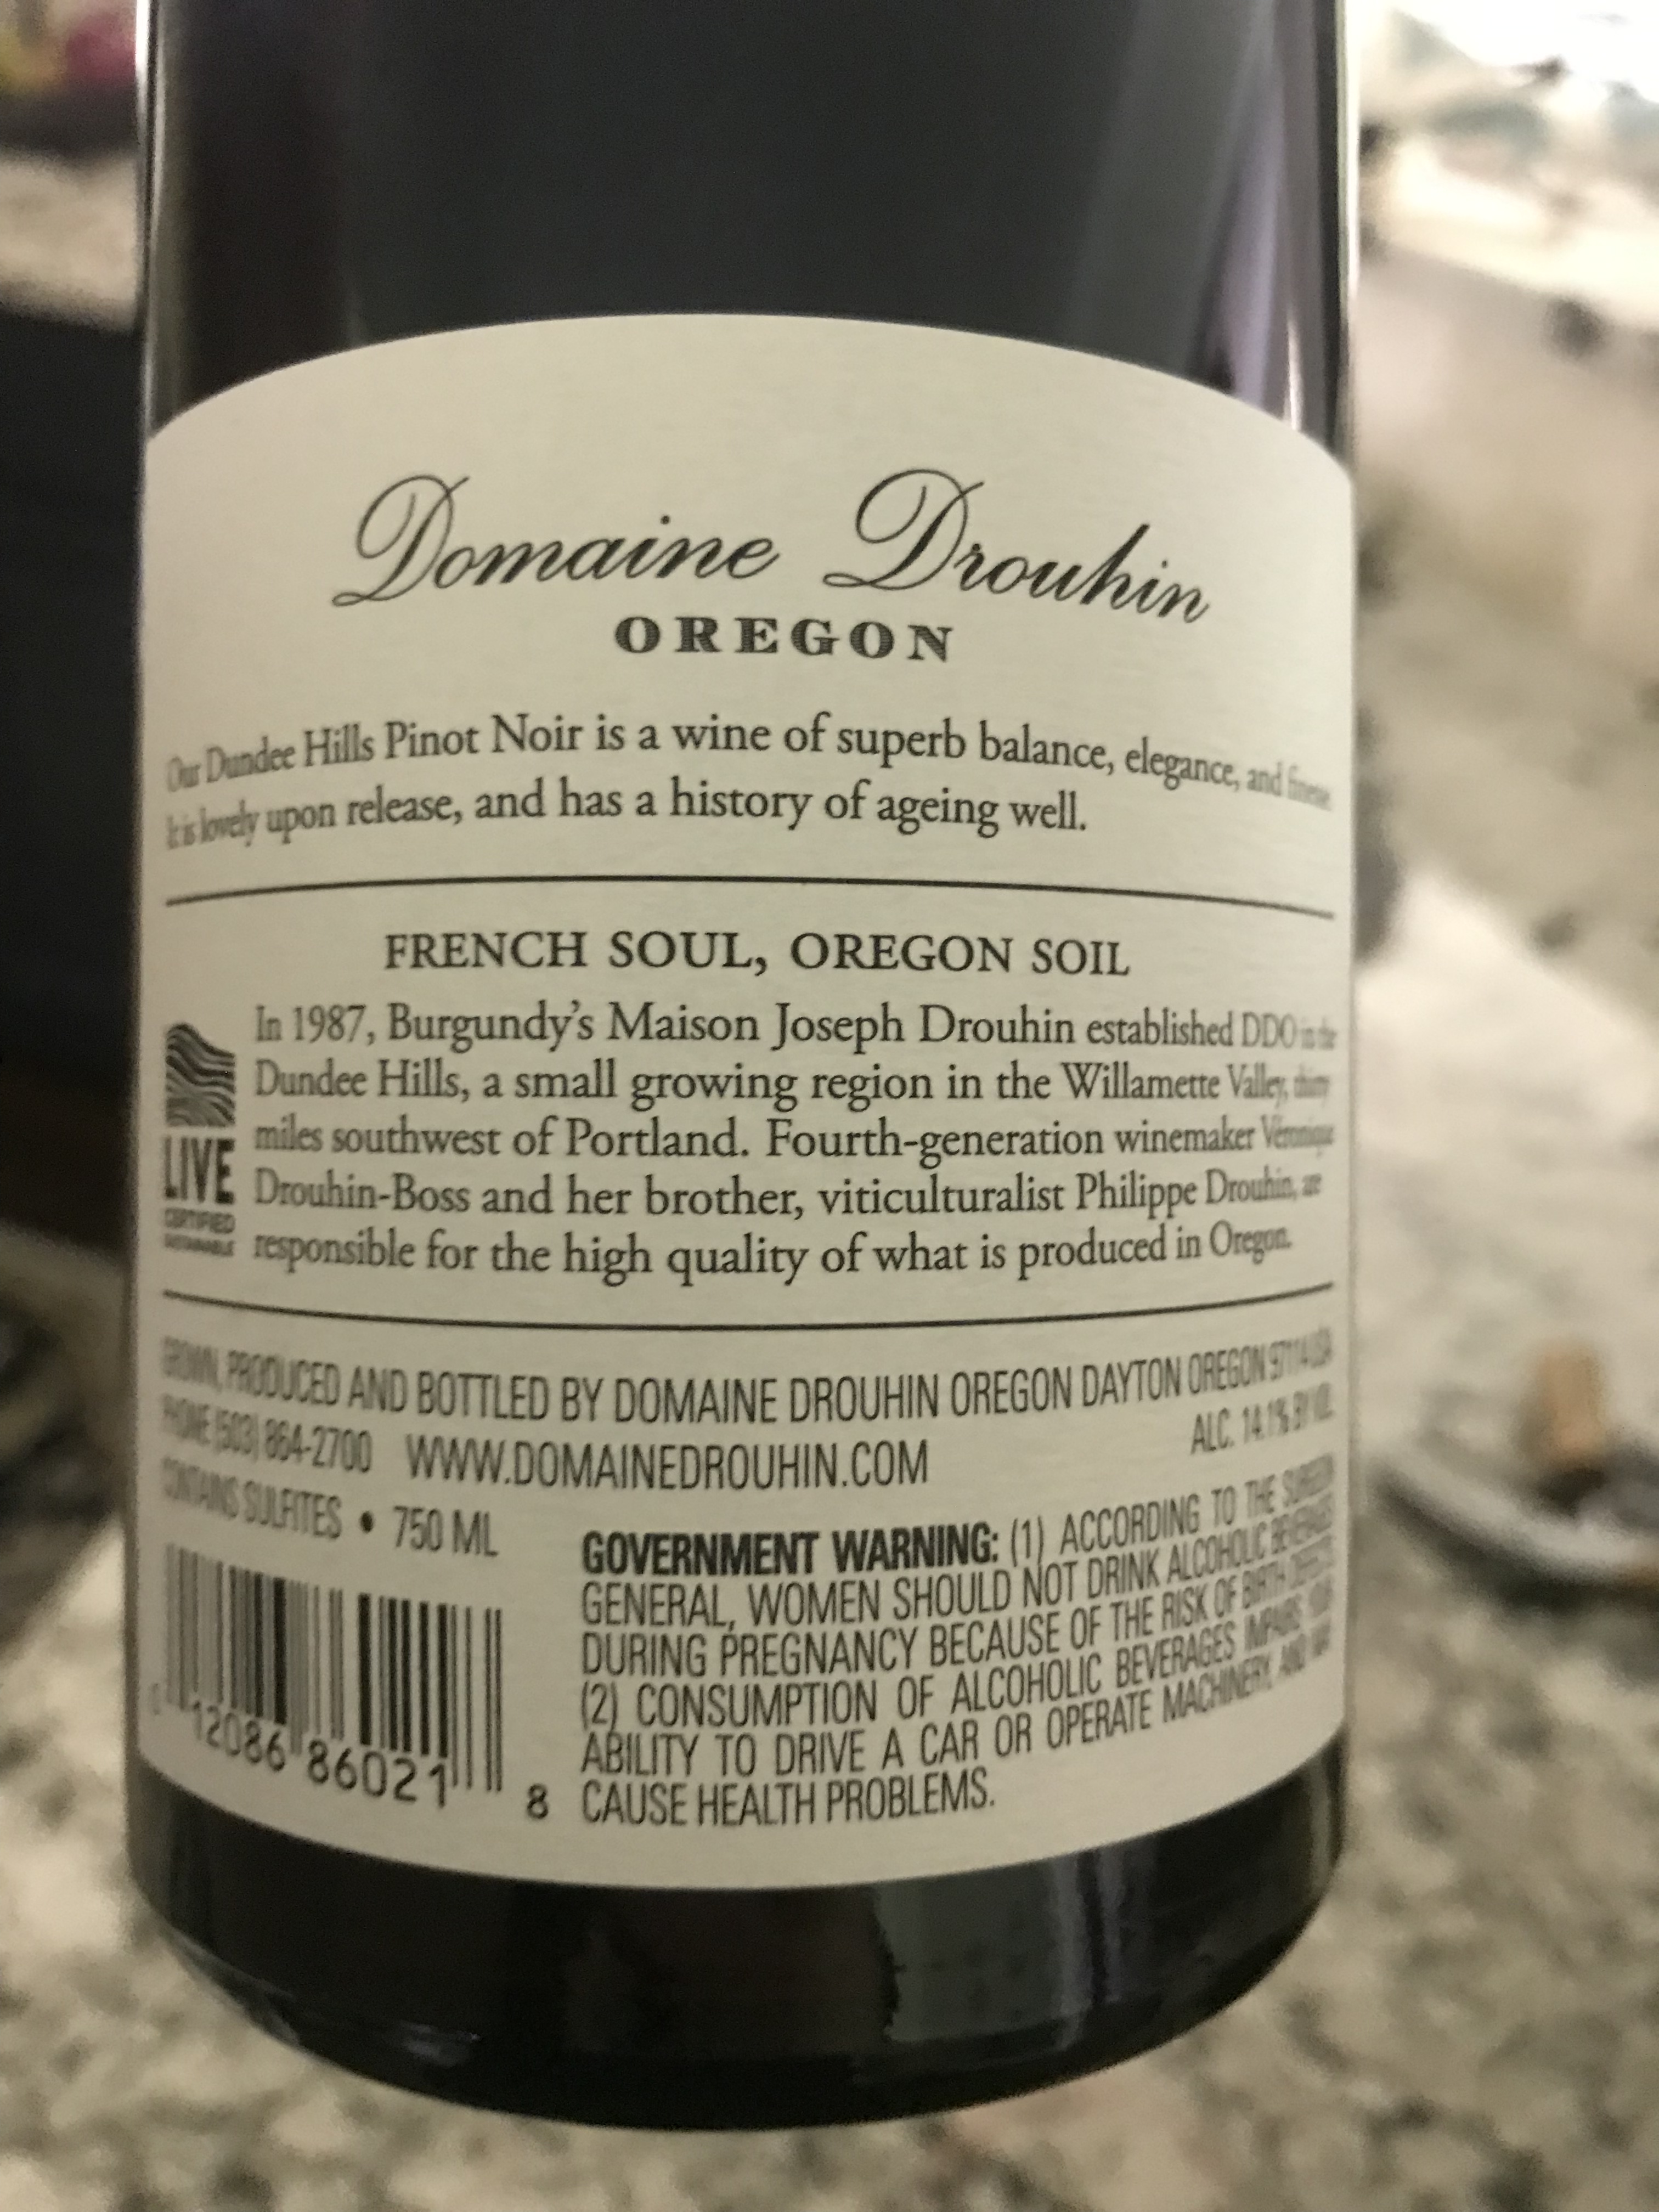 Domaine Drouhin
OREGON
Our Dundee Hills Pinot Noir is a wine of superb balance, elegance, and finesse.
It is lovely upon release, and has a history of ageing well.
FRENCH SOUL, OREGON SOIL
In 1987, Burgundy's Maison Joseph Drouhin established DDO in the
Dundee Hills, a small growing region in the Willamette Valley, thirty
miles southwest of Portland. Fourth-generation winemaker Véronique
Drouhin-Boss and her brother, viticulturalist Philippe Drouhin, are
responsible for the high quality of what is produced in Oregon.
LIVE
CERTIFIED
SUSTAINABLE
GROWN, PRODUCED AND BOTTLED BY DOMAINE DROUHIN OREGON DAYTON OREGON 97114 USA
PHONE (503) 864-2700 WWW.DOMAINEDROUHIN.COM ALC. 14.1% BY VOL.
CONTAINS SULFITES • 750 ML
GOVERNMENT WARNING: (1) ACCORDING TO THE SURGEON
GENERAL, WOMEN SHOULD NOT DRINK ALCOHOLIC BEVERAGES
DURING PREGNANCY BECAUSE OF THE RISK OF BIRTH DEFECTS.
(2) CONSUMPTION OF ALCOHOLIC BEVERAGES IMPAIRS YOUR
ABILITY TO DRIVE A CAR OR OPERATE MACHINERY, AND MAY
CAUSE HEALTH PROBLEMS.
0 12086 86021 8